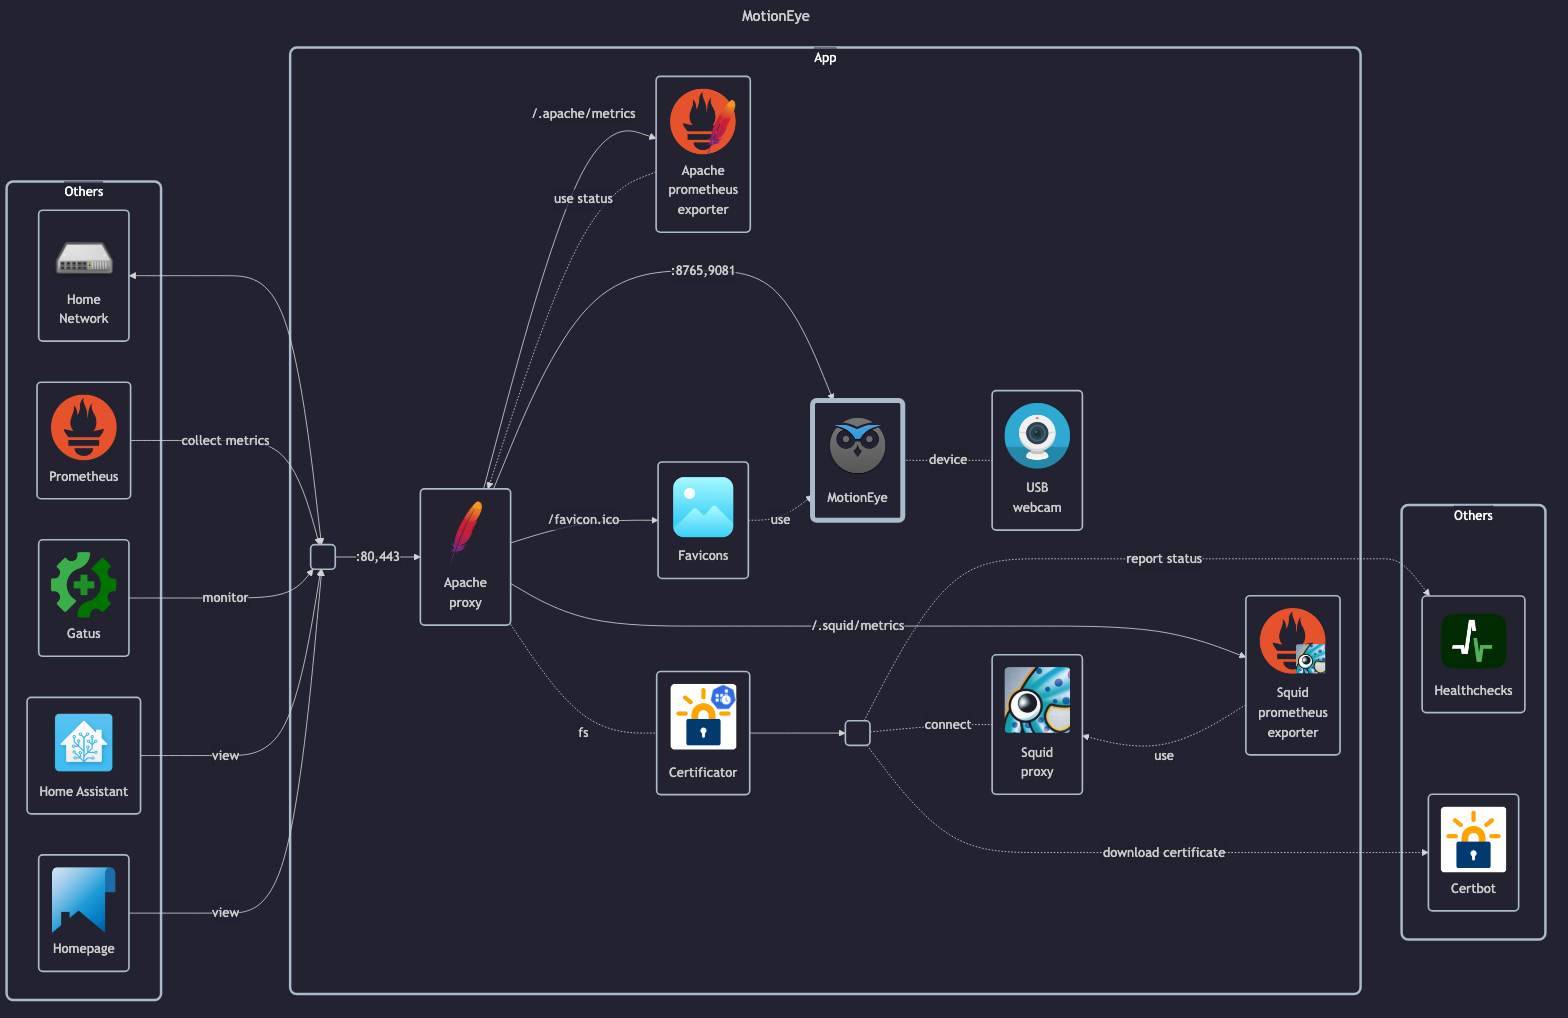 MotionEye
App
/.apache/metrics
Apache
prometheus
exporter
use status
Others
Home
Network
:8765,9081
Prometheus
collect metrics
MotionEye
device
USB
webcam
/favicon.ico
Favicons
use
:80,443
Apache
proxy
Gatus
monitor
Others
report status
/.squid/metrics
Squid
prometheus
exporter
Healthchecks
fs
Certificator
connect
Squid
proxy
use
Home Assistant
view
download certificate
Certbot
Homepage
view